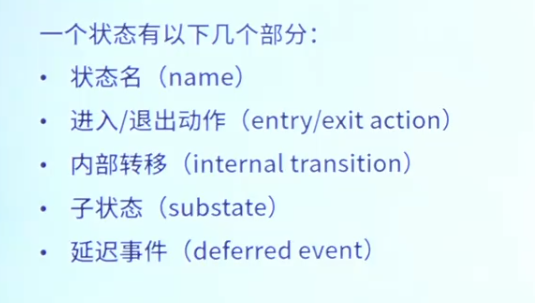 一个状态有以下几个部分：
• 状态名（name）
• 进入/退出动作（entry/exit action）
• 内部转移（internal transition）
• 子状态（substate）
• 延迟事件（deferred event）